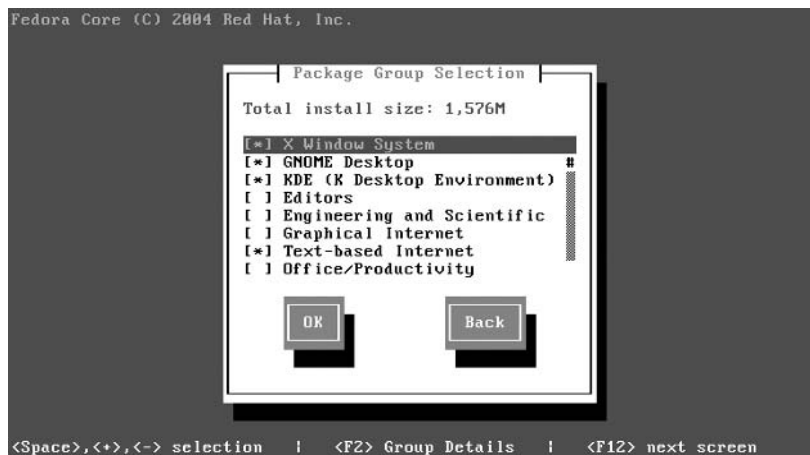 Fedora Core (C) 2004 Red Hat, Inc.
Package Group Selection
Total install size: 1,576M
[*] X Window System
[*] GNOME Desktop #
[*] KDE (K Desktop Environment)
[ ] Editors
[ ] Engineering and Scientific
[ ] Graphical Internet
[*] Text-based Internet
[ ] Office/Productivity
OK Back
<Space>,<+>,<-> selection | <F2> Group Details | <F12> next screen